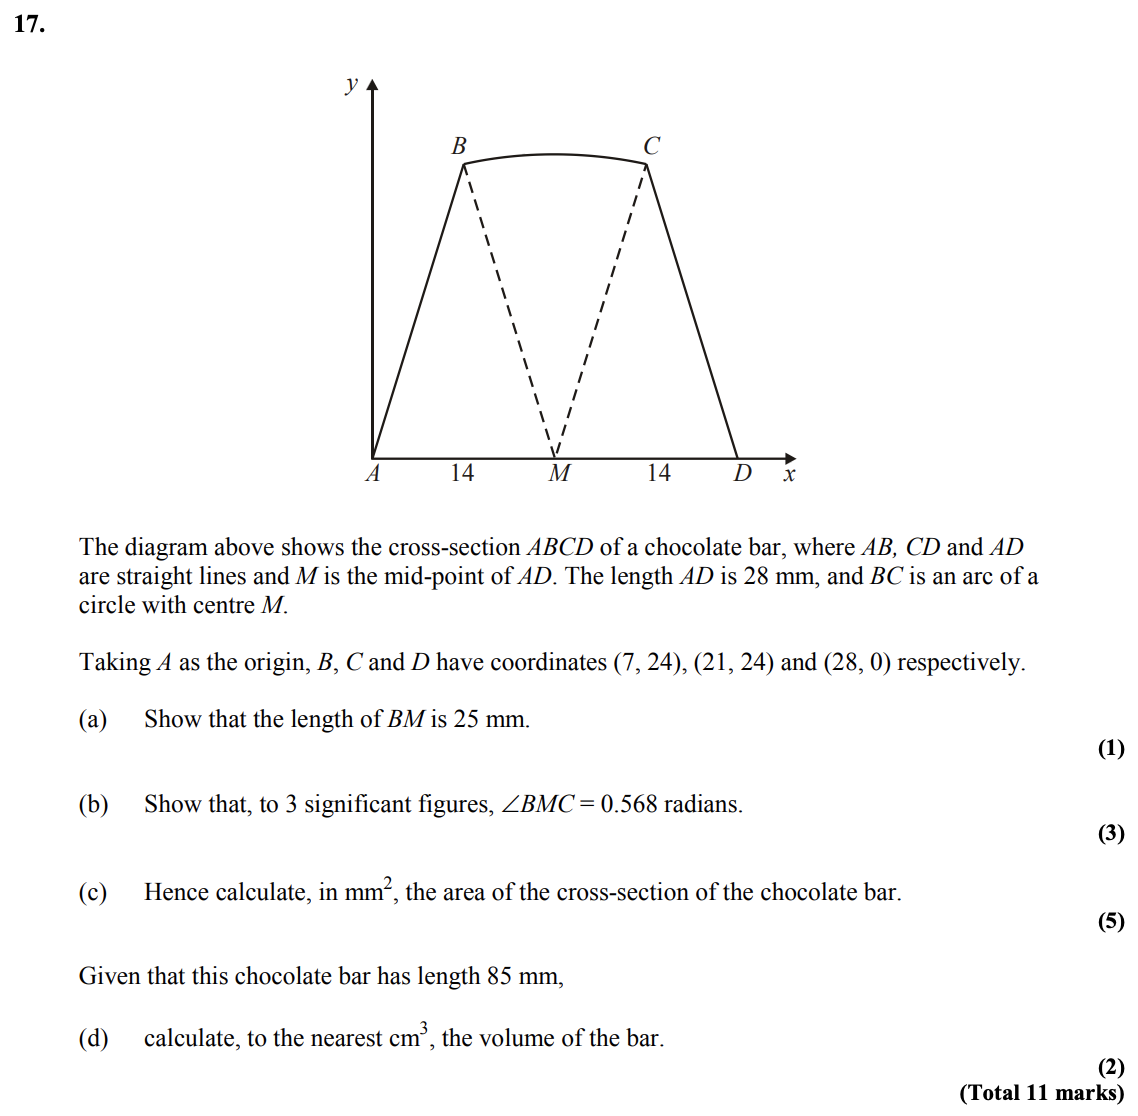 17.
y
B
C
A
14
M
14
D
x
The diagram above shows the cross-section ABCD of a chocolate bar, where AB, CD and AD
are straight lines and M is the mid-point of AD. The length AD is 28 mm, and BC is an arc of a
circle with centre M.
Taking A as the origin, B, C and D have coordinates (7, 24), (21, 24) and (28, 0) respectively.
(a) Show that the length of BM is 25 mm.
(1)
(b) Show that, to 3 significant figures, ∠BMC = 0.568 radians.
(3)
(c) Hence calculate, in mm², the area of the cross-section of the chocolate bar.
(5)
Given that this chocolate bar has length 85 mm,
(d) calculate, to the nearest cm³, the volume of the bar.
(2)
(Total 11 marks)